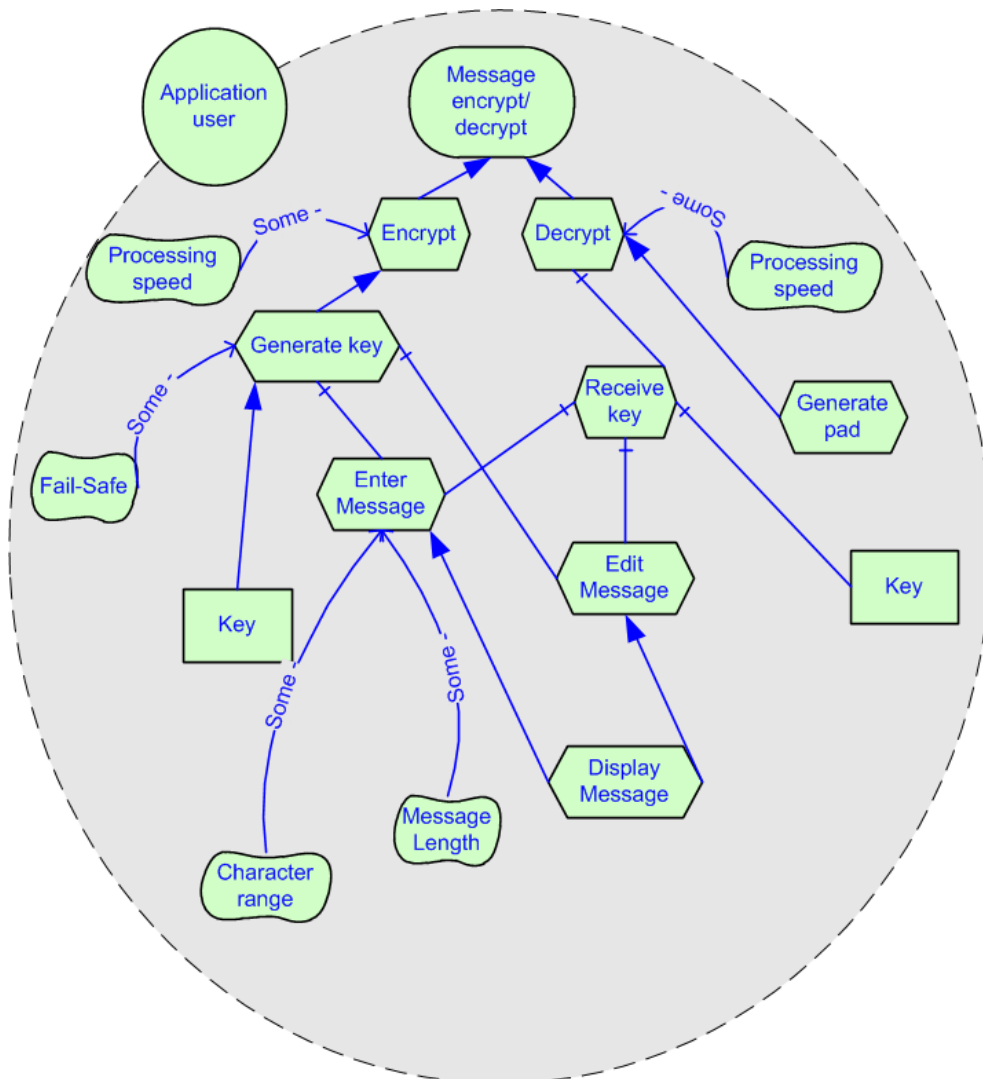 Application
user
Message
encrypt/
decrypt
Some -
Encrypt
Decrypt
Some -
Processing
speed
Processing
speed
Generate key
Some -
Receive
key
Generate
pad
Fail-Safe
Enter
Message
Edit
Message
Key
Key
Some -
Some -
Display
Message
Message
Length
Character
range